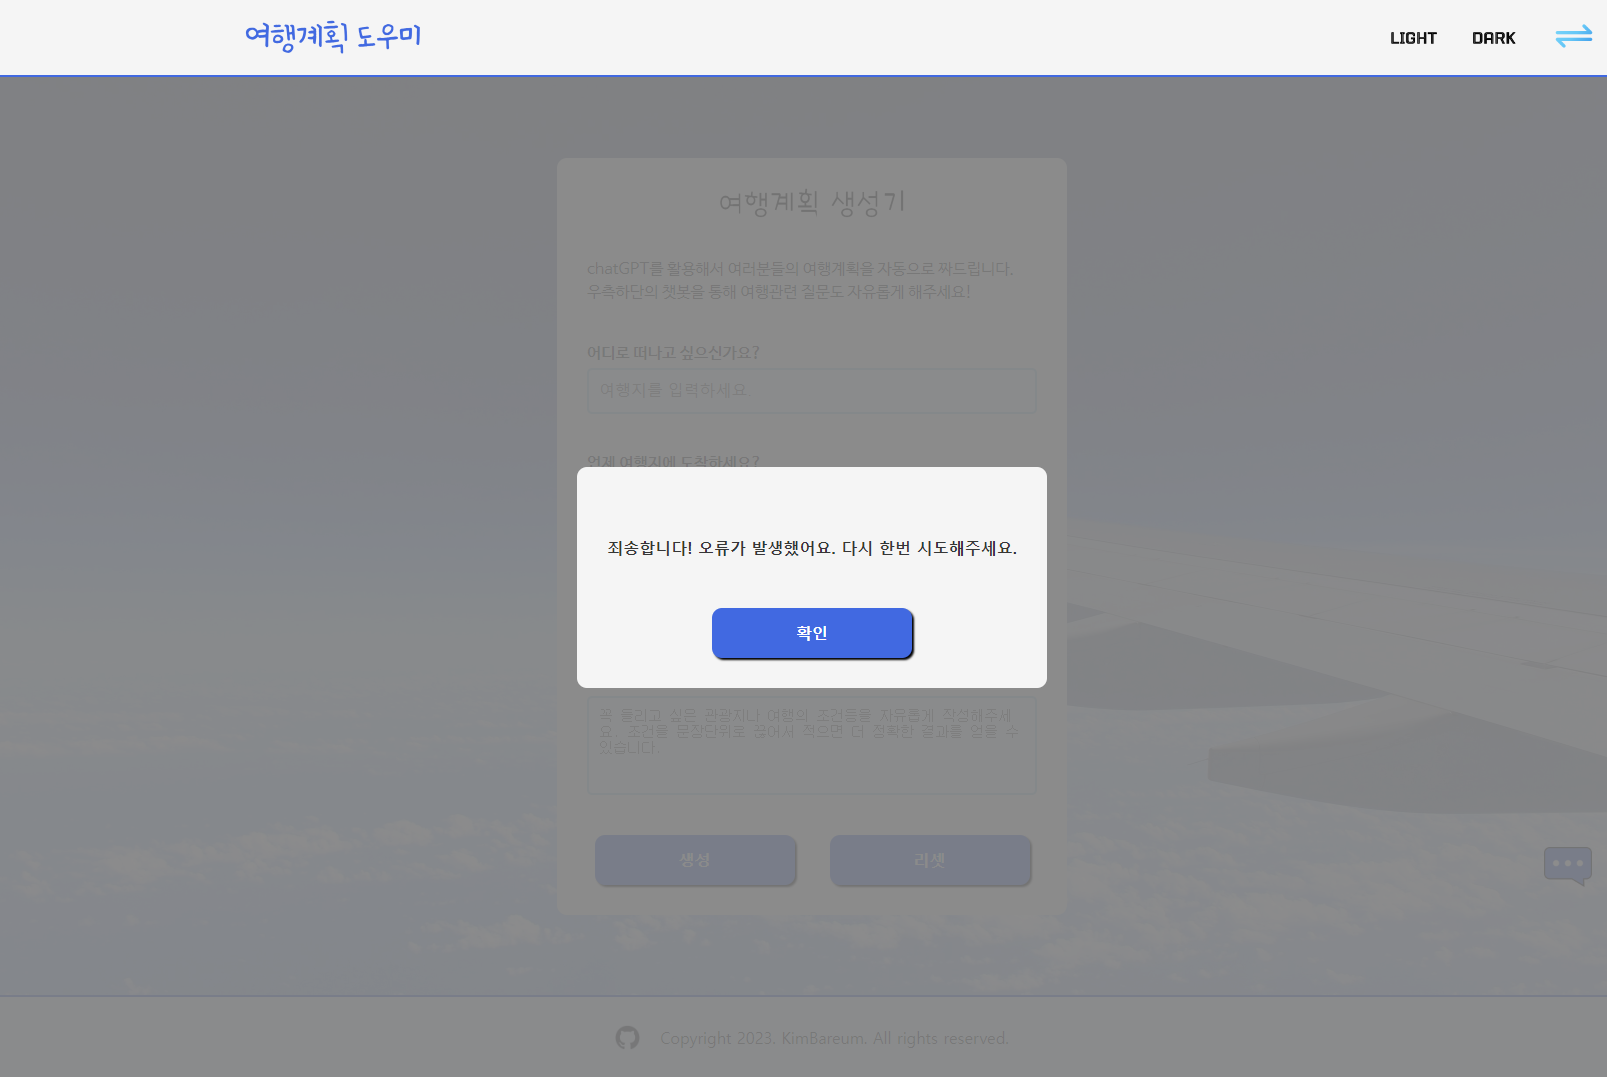 여행계획 도우미
LIGHT
DARK
여행계획 생성기
chatGPT를 활용해서 여러분들의 여행계획을 자동으로 짜드립니다.
우측하단의 챗봇을 통해 여행관련 질문도 자유롭게 해주세요!
어디로 떠나고 싶으신가요?
여행지를 입력하세요.
언제 여행지에 도착하세요?
죄송합니다! 오류가 발생했어요. 다시 한번 시도해주세요.
확인
꼭 들리고 싶은 관광지나 여행의 조건들을 자유롭게 작성해주세
요. 조건을 문장단위로 끊어서 적으면 더 정확한 결과를 얻을 수
있습니다
생성
리셋
Copyright 2023. KimBareum. All rights reserved.